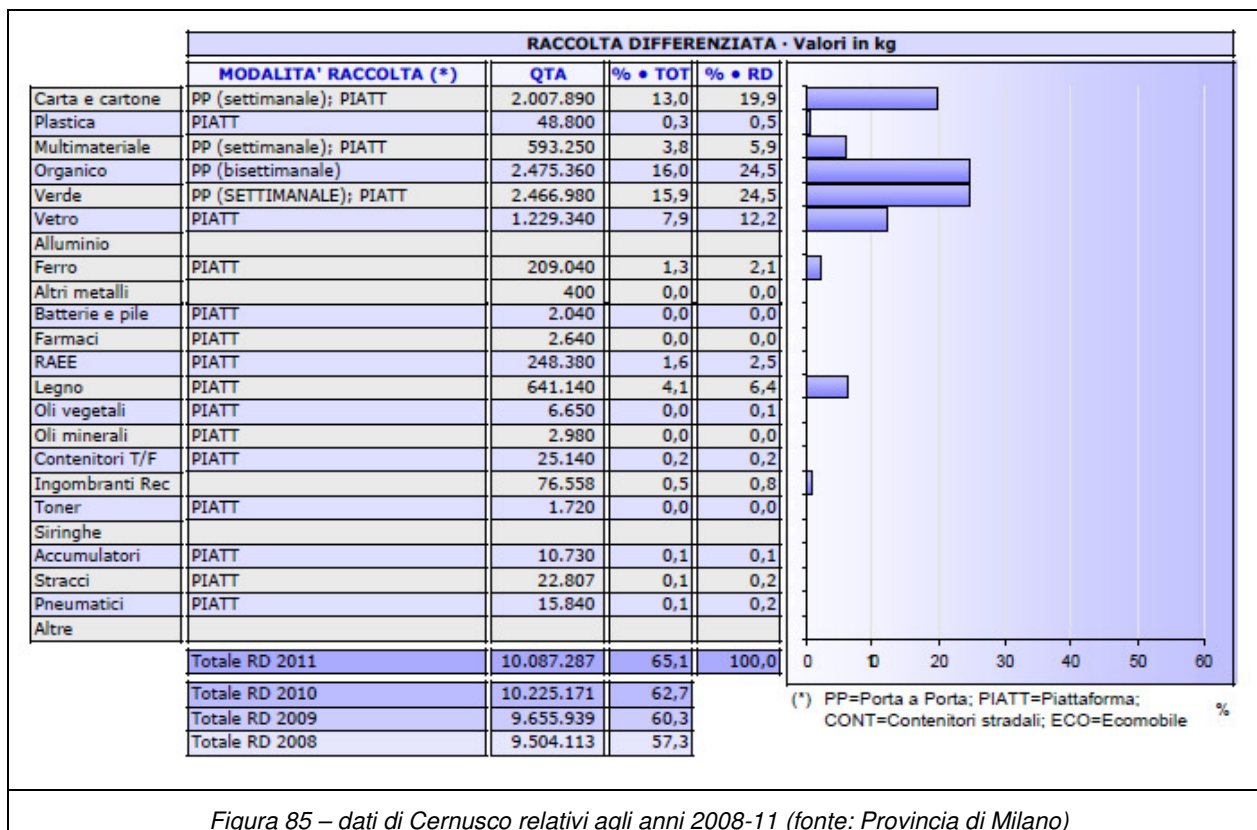 RACCOLTA DIFFERENZIATA · Valori in kg
MODALITA' RACCOLTA (*) QTA % • TOT % • RD
Carta e cartone PP (settimanale); PIATT 2.007.890 13,0 19,9
Plastica PIATT 48.800 0,3 0,5
Multimateriale PP (settimanale); PIATT 593.250 3,8 5,9
Organico PP (bisettimanale) 2.475.360 16,0 24,5
Verde PP (SETTIMANALE); PIATT 2.466.980 15,9 24,5
Vetro PIATT 1.229.340 7,9 12,2
Alluminio
Ferro PIATT 209.040 1,3 2,1
Altri metalli 400 0,0 0,0
Batterie e pile PIATT 2.040 0,0 0,0
Farmaci PIATT 2.640 0,0 0,0
RAEE PIATT 248.380 1,6 2,5
Legno PIATT 641.140 4,1 6,4
Oli vegetali PIATT 6.650 0,0 0,1
Oli minerali PIATT 2.980 0,0 0,0
Contenitori T/F PIATT 25.140 0,2 0,2
Ingombranti Rec 76.558 0,5 0,8
Toner PIATT 1.720 0,0 0,0
Siringhe
Accumulatori PIATT 10.730 0,1 0,1
Stracci PIATT 22.807 0,1 0,2
Pneumatici PIATT 15.840 0,1 0,2
Altre
Totale RD 2011 10.087.287 65,1 100,0
0 10 20 30 40 50 60
Totale RD 2010 10.225.171 62,7
Totale RD 2009 9.655.939 60,3
Totale RD 2008 9.504.113 57,3
(*) PP=Porta a Porta; PIATT=Piattaforma;
CONT=Contenitori stradali; ECO=Ecomobile %
Figura 85 – dati di Cernusco relativi agli anni 2008-11 (fonte: Provincia di Milano)